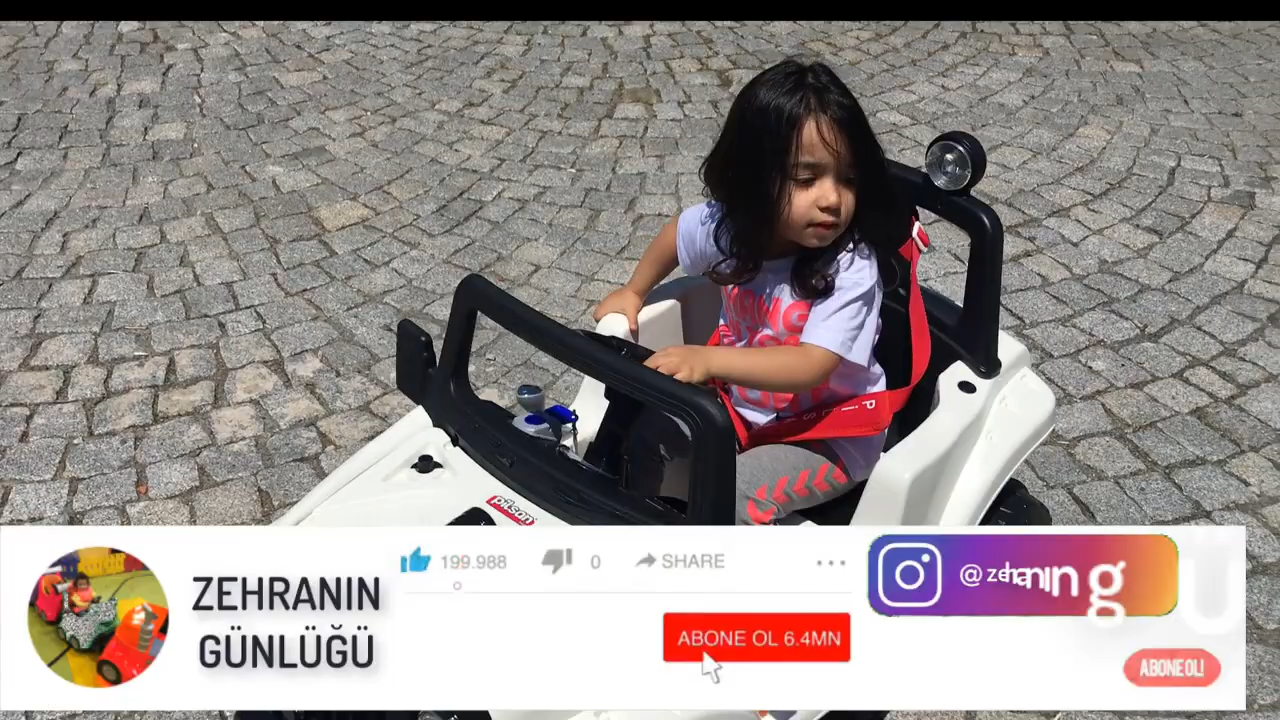 pilsan
P
ZEHRANIN
GÜNLÜĞÜ
199.988
0
SHARE
ABONE OL 6.4MN
ABONE OL!